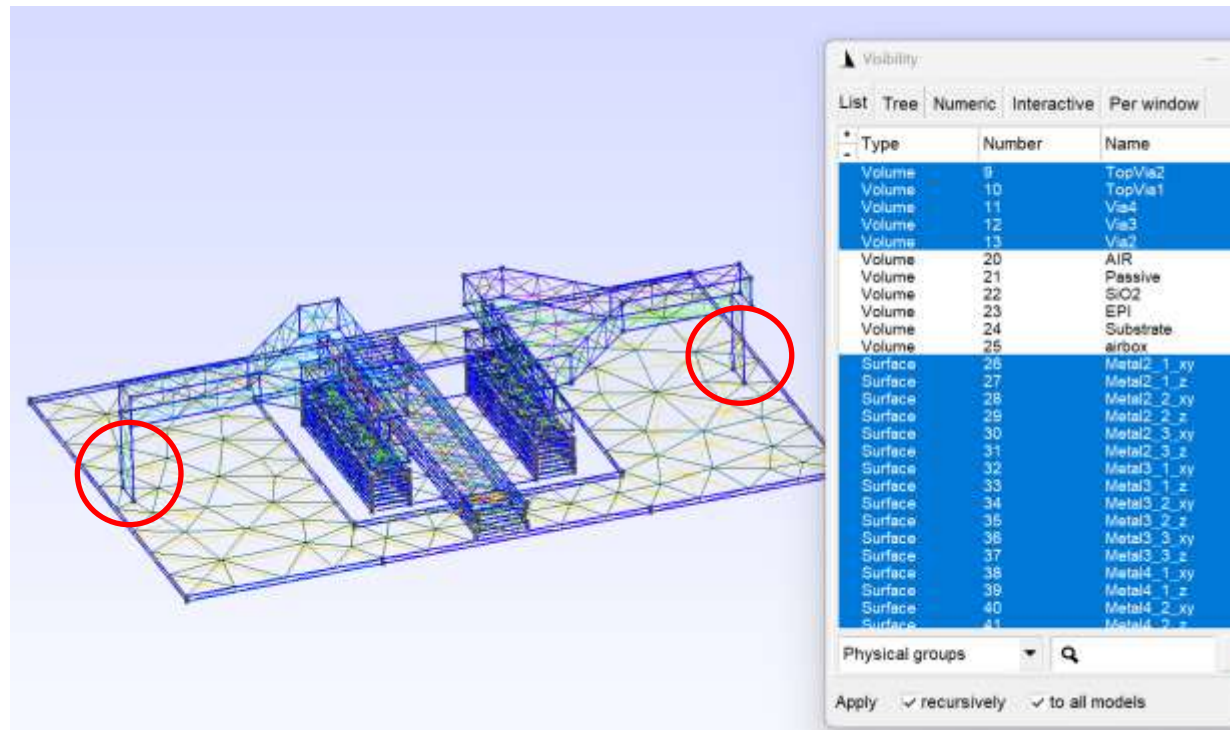 Visibility
List Tree Numeric Interactive Per window
+
-
Type Number Name
Volume 9 TopVia2
Volume 10 TopVia1
Volume 11 Via4
Volume 12 Via3
Volume 13 Via2
Volume 20 AIR
Volume 21 Passive
Volume 22 SiO2
Volume 23 EPI
Volume 24 Substrate
Volume 25 airbox
Surface 26 Metal2_1_xy
Surface 27 Metal2_1_z
Surface 28 Metal2_2_xy
Surface 29 Metal2_2_z
Surface 30 Metal2_3_xy
Surface 31 Metal2_3_z
Surface 32 Metal3_1_xy
Surface 33 Metal3_1_z
Surface 34 Metal3_2_xy
Surface 35 Metal3_2_z
Surface 36 Metal3_3_xy
Surface 37 Metal3_3_z
Surface 38 Metal4_1_xy
Surface 39 Metal4_1_z
Surface 40 Metal4_2_xy
Surface 41 Metal4_2_z
Physical groups
Apply recursively to all models